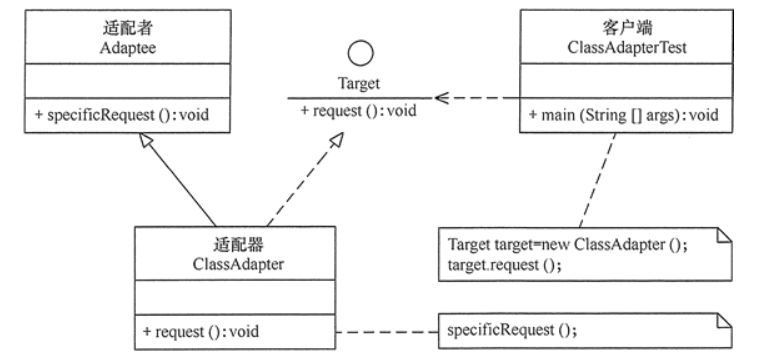 适配者
Adaptee
+ specificRequest ():void
Target
+ request ():void
客户端
ClassAdapterTest
+ main (String [] args):void
适配器
ClassAdapter
+ request ():void
Target target=new ClassAdapter ();
target.request ();
specificRequest ();